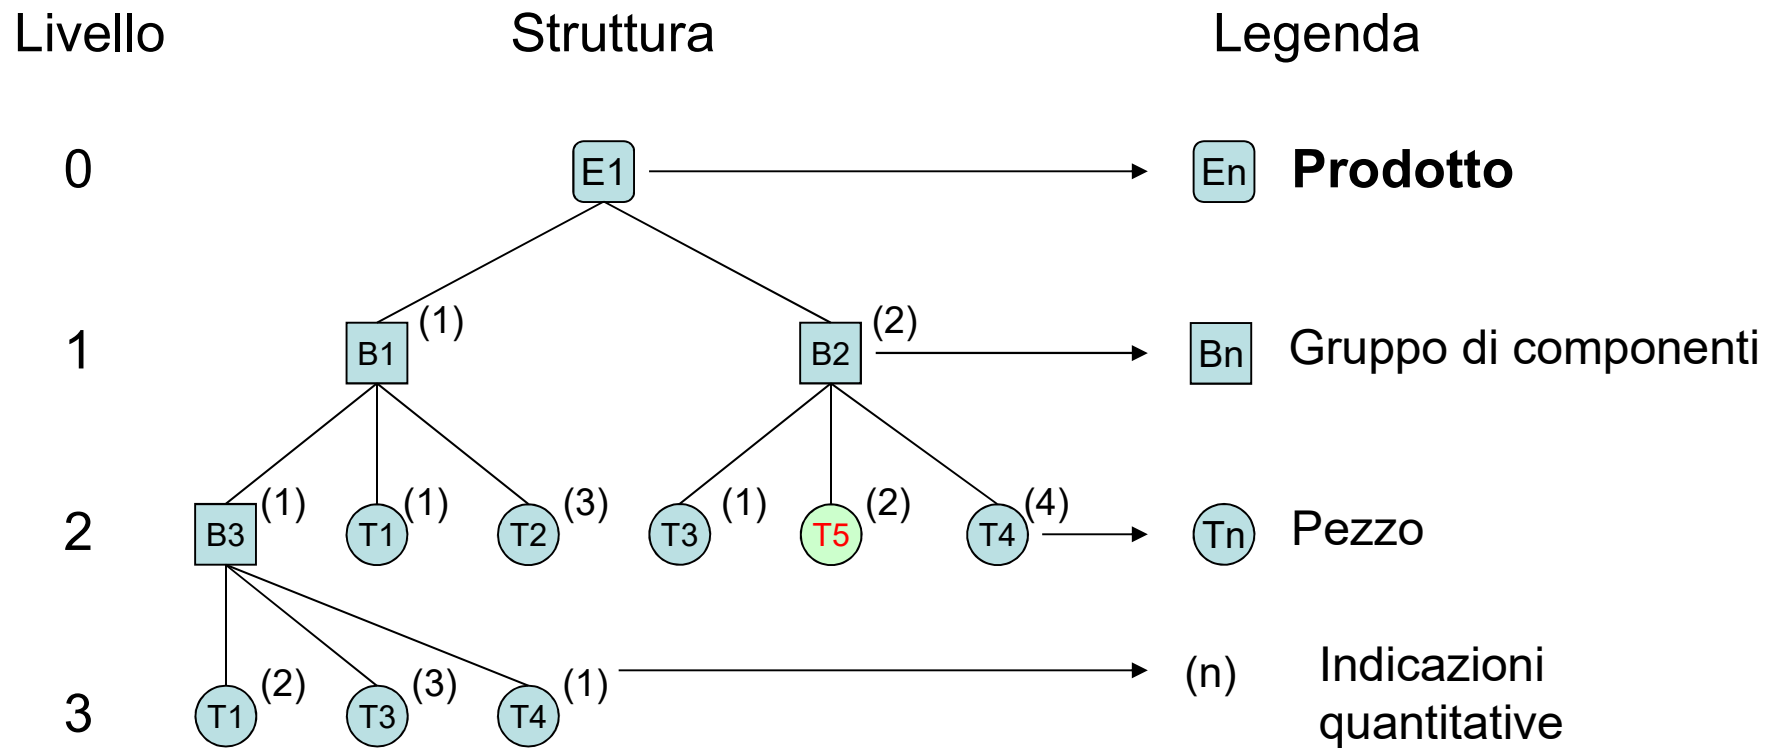 Livello Struttura Legenda
0 E1 En Prodotto
(1) (2)
1 B1 B2 Bn Gruppo di componenti
(1) (1) (3) (1) (2) (4)
2 B3 T1 T2 T3 T5 T4 Tn Pezzo
(2) (3) (1) (n) Indicazioni
3 T1 T3 T4 quantitative